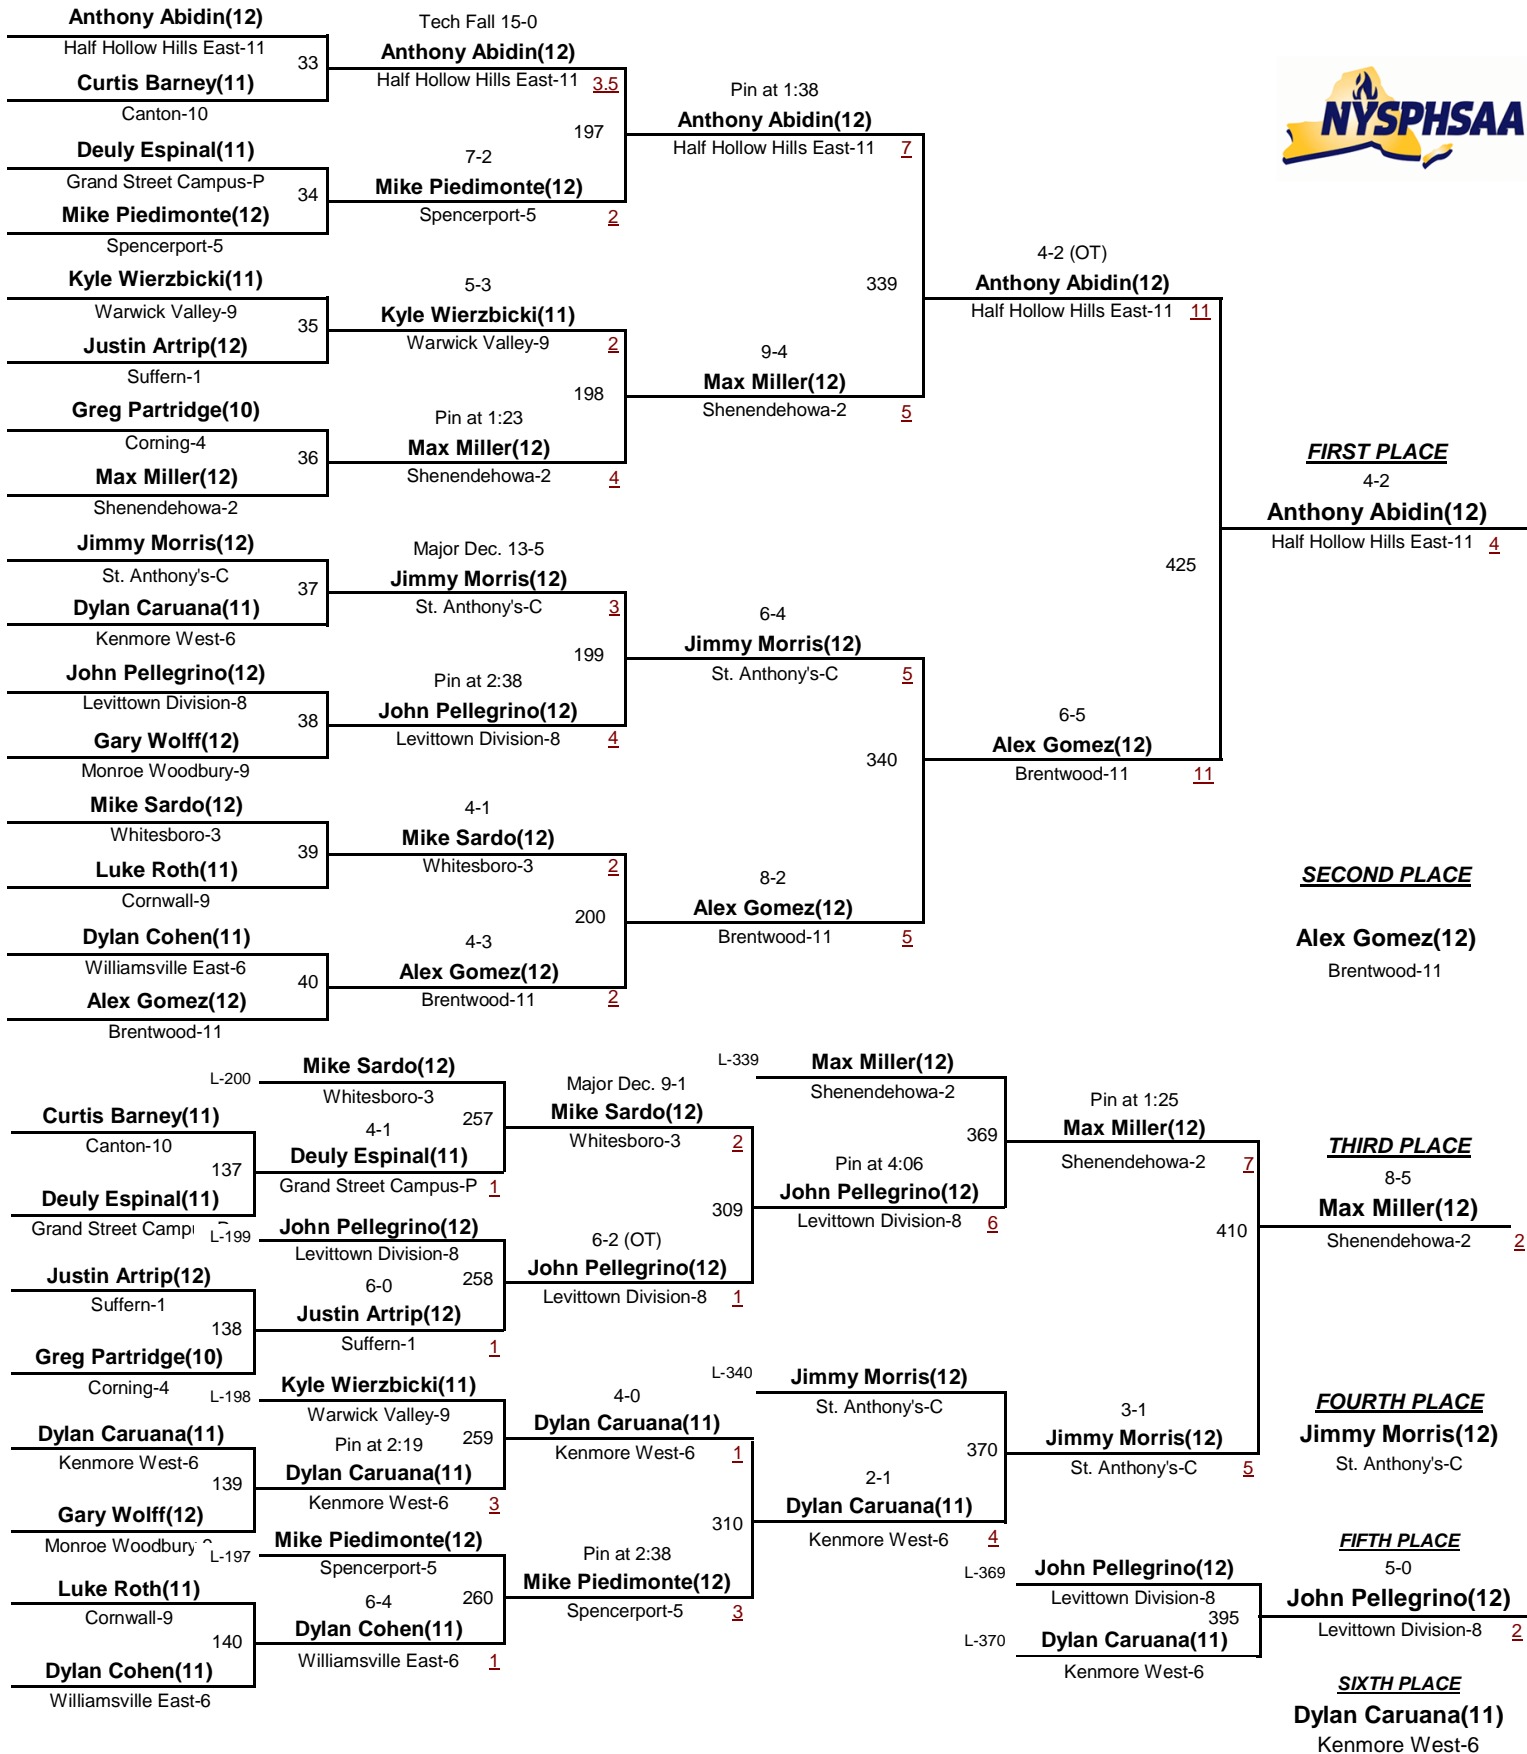 Anthony Abidin(12)
Half Hollow Hills East-11
33
Curtis Barney(11)
Canton-10
Deuly Espinal(11)
Grand Street Campus-P
34
Mike Piedimonte(12)
Spencerport-5
Kyle Wierzbicki(11)
Warwick Valley-9
35
Justin Artrip(12)
Suffern-1
Greg Partridge(10)
Corning-4
36
Max Miller(12)
Shenendehowa-2
Jimmy Morris(12)
St. Anthony's-C
37
Dylan Caruana(11)
Kenmore West-6
John Pellegrino(12)
Levittown Division-8
38
Gary Wolff(12)
Monroe Woodbury-9
Mike Sardo(12)
Whitesboro-3
39
Luke Roth(11)
Cornwall-9
Dylan Cohen(11)
Williamsville East-6
40
Alex Gomez(12)
Brentwood-11
Tech Fall 15-0
Anthony Abidin(12)
Half Hollow Hills East-11 3.5
197
7-2
Mike Piedimonte(12)
Spencerport-5 2
5-3
Kyle Wierzbicki(11)
Warwick Valley-9 2
198
Pin at 1:23
Max Miller(12)
Shenendehowa-2 4
Major Dec. 13-5
Jimmy Morris(12)
St. Anthony's-C 3
199
Pin at 2:38
John Pellegrino(12)
Levittown Division-8 4
4-1
Mike Sardo(12)
Whitesboro-3 2
200
4-3
Alex Gomez(12)
Brentwood-11 2
Pin at 1:38
Anthony Abidin(12)
Half Hollow Hills East-11 7
339
9-4
Max Miller(12)
Shenendehowa-2 5
6-4
Jimmy Morris(12)
St. Anthony's-C 5
340
8-2
Alex Gomez(12)
Brentwood-11 5
4-2 (OT)
Anthony Abidin(12)
Half Hollow Hills East-11 11
425
6-5
Alex Gomez(12)
Brentwood-11 11
NYSPHSAA
FIRST PLACE
4-2
Anthony Abidin(12)
Half Hollow Hills East-11 4
SECOND PLACE
Alex Gomez(12)
Brentwood-11
Curtis Barney(11)
Canton-10
137
Deuly Espinal(11)
Grand Street Camp
Justin Artrip(12)
Suffern-1
138
Greg Partridge(10)
Corning-4
Dylan Caruana(11)
Kenmore West-6
139
Gary Wolff(12)
Monroe Woodbury
Luke Roth(11)
Cornwall-9
140
Dylan Cohen(11)
Williamsville East-6
L-200
Mike Sardo(12)
Whitesboro-3
257
4-1
Deuly Espinal(11)
Grand Street Campus-P 1
L-199
John Pellegrino(12)
Levittown Division-8
258
6-0
Justin Artrip(12)
Suffern-1 1
L-198
Kyle Wierzbicki(11)
Warwick Valley-9
259
Pin at 2:19
Dylan Caruana(11)
Kenmore West-6 3
L-197
Mike Piedimonte(12)
Spencerport-5
260
6-4
Dylan Cohen(11)
Williamsville East-6 1
Major Dec. 9-1
Mike Sardo(12)
Whitesboro-3 2
309
6-2 (OT)
John Pellegrino(12)
Levittown Division-8 1
4-0
Dylan Caruana(11)
Kenmore West-6 1
310
Pin at 2:38
Mike Piedimonte(12)
Spencerport-5 3
L-339
Max Miller(12)
Shenendehowa-2
369
Pin at 4:06
John Pellegrino(12)
Levittown Division-8 6
L-340
Jimmy Morris(12)
St. Anthony's-C
370
2-1
Dylan Caruana(11)
Kenmore West-6 4
Pin at 1:25
Max Miller(12)
Shenendehowa-2 7
410
3-1
Jimmy Morris(12)
St. Anthony's-C 5
THIRD PLACE
8-5
Max Miller(12)
Shenendehowa-2 2
FOURTH PLACE
Jimmy Morris(12)
St. Anthony's-C
L-369
John Pellegrino(12)
Levittown Division-8
395
L-370
Dylan Caruana(11)
Kenmore West-6
FIFTH PLACE
5-0
John Pellegrino(12)
Levittown Division-8 2
SIXTH PLACE
Dylan Caruana(11)
Kenmore West-6